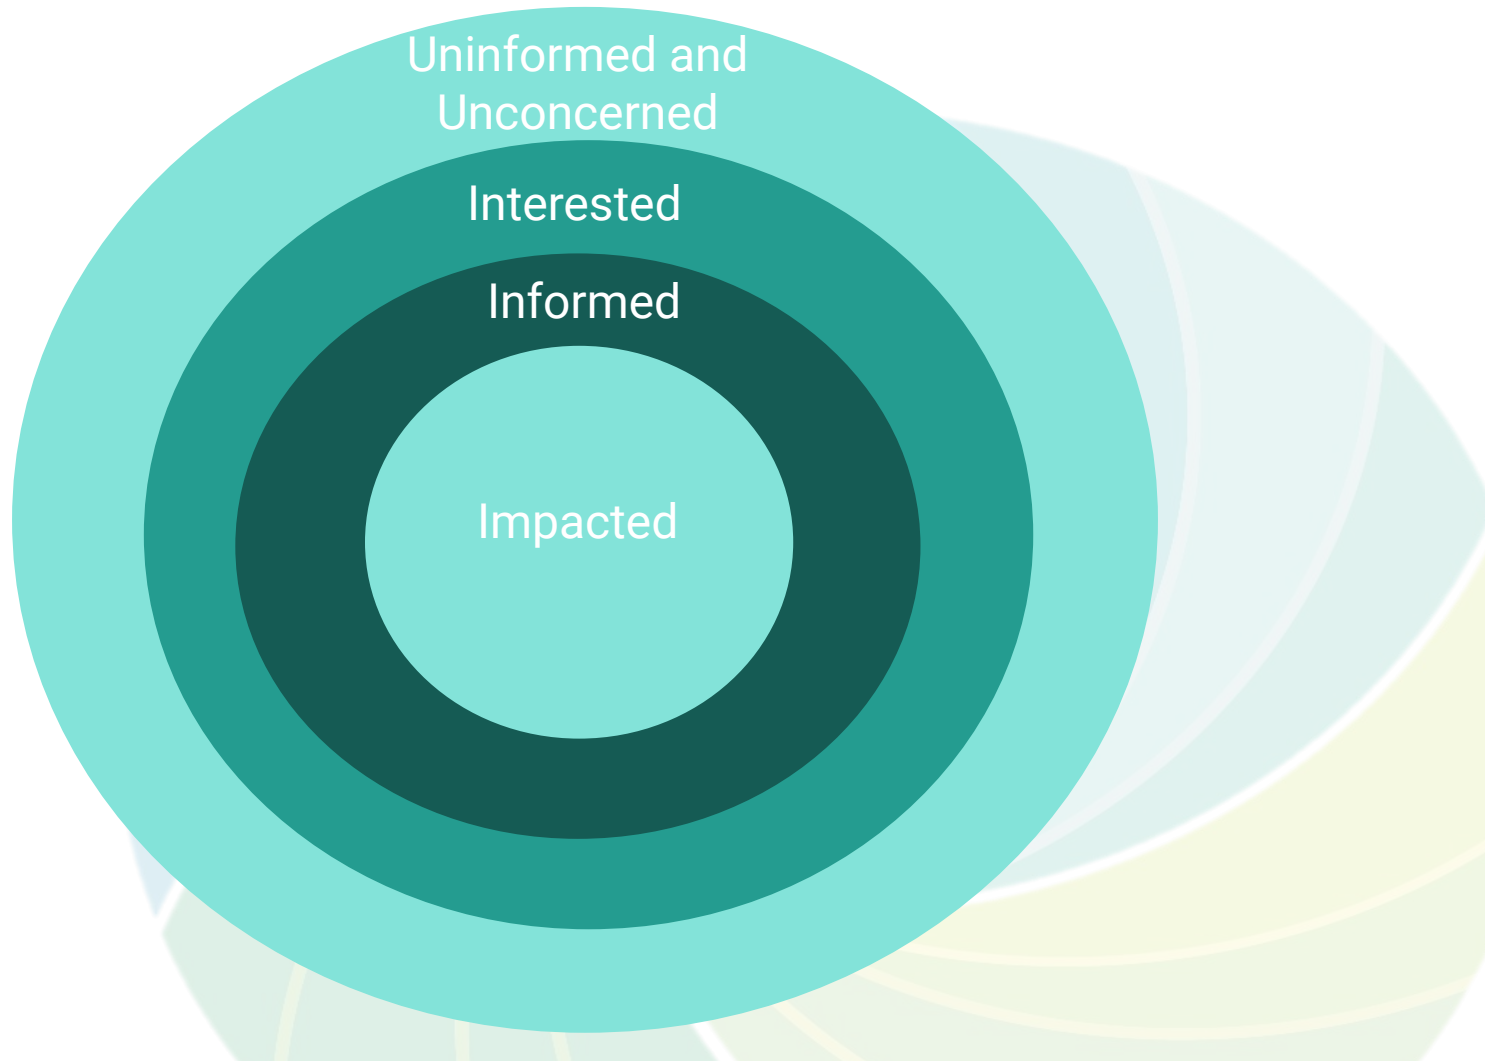 Uninformed and
Unconcerned
Interested
Informed
Impacted